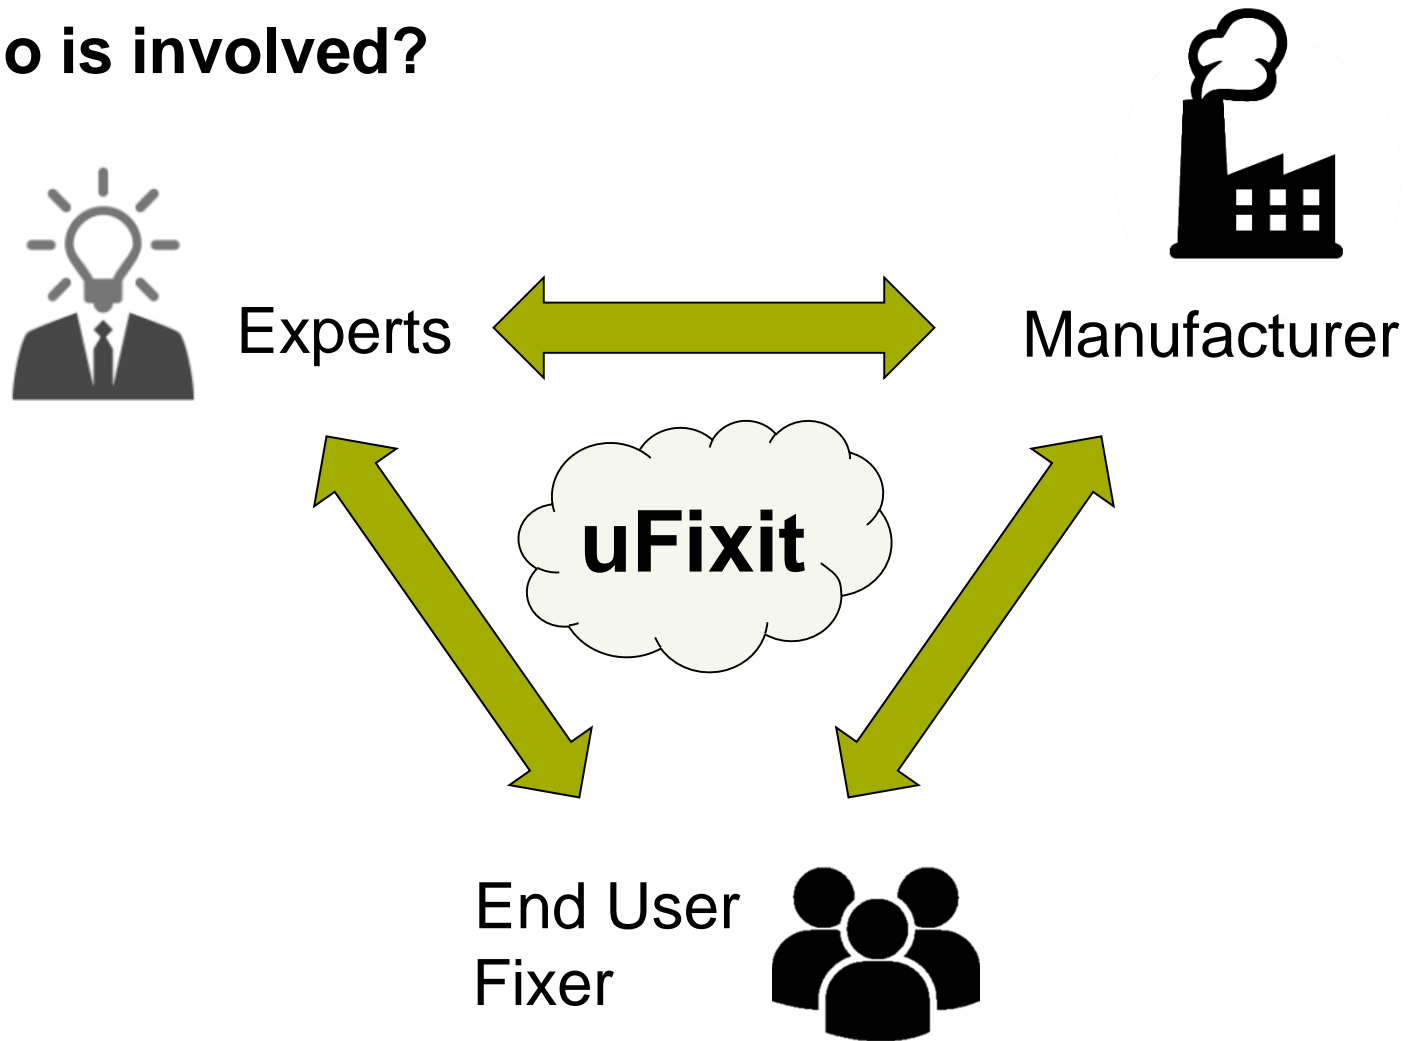 o is involved?
Experts
Manufacturer
uFixit
End User
Fixer